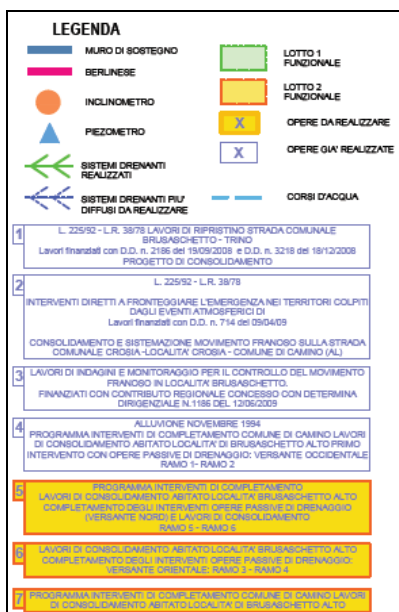 LEGENDA
MURO DI SOSTEGNO
BERLINESE
INCLINOMETRO
PIEZOMETRO
SISTEMI DRENANTI
REALIZZATI
SISTEMI DRENANTI PIU'
DIFFUSI DA REALIZZARE
LOTTO 1
FUNZIONALE
LOTTO 2
FUNZIONALE
X OPERE DA REALIZZARE
X OPERE GIA' REALIZZATE
CORSI D'ACQUA
1
L. 225/92 - L.R. 38/78 LAVORI DI RIPRISTINO STRADA COMUNALE
BRUSASCHETTO - TRINO
Lavori finanziati con D.D. n. 2186 del 19/09/2008 e D.D. n. 3218 del 18/12/2008
PROGETTO DI CONSOLIDAMENTO
2
L. 225/92 - L.R. 38/78
INTERVENTI DIRETTI A FRONTEGGIARE L'EMERGENZA NEI TERRITORI COLPITI
DAGLI EVENTI ATMOSFERICI DI
Lavori finanziati con D.D. n. 714 del 09/04/09
CONSOLIDAMENTO E SISTEMAZIONE MOVIMENTO FRANOSO SULLA STRADA
COMUNALE CROSIA -LOCALITA' CROSIA - COMUNE DI CAMINO (AL)
3
LAVORI DI INDAGINI E MONITORAGGIO PER IL CONTROLLO DEL MOVIMENTO
FRANOSO IN LOCALITA' BRUSASCHETTO.
FINANZIATI CON CONTRIBUTO REGIONALE CONCESSO CON DETERMINA
DIRIGENZIALE N.1186 DEL 12/06/2009
4
ALLUVIONE NOVEMBRE 1994
PROGRAMMA INTERVENTI DI COMPLETAMENTO COMUNE DI CAMINO LAVORI
DI CONSOLIDAMENTO ABITATO LOCALITA' DI BRUSASCHETTO ALTO PRIMO
INTERVENTO CON OPERE PASSIVE DI DRENAGGIO: VERSANTE OCCIDENTALE
RAMO 1- RAMO 2
5
PROGRAMMA INTERVENTI DI COMPLETAMENTO
LAVORI DI CONSOLIDAMENTO ABITATO LOCALITA' BRUSASCHETTO ALTO
COMPLETAMENTO DEGLI INTERVENTI OPERE PASSIVE DI DRENAGGIO
(VERSANTE NORD) E LAVORI DI CONSOLIDAMENTO
RAMO 5 - RAMO 6
6
LAVORI DI CONSOLIDAMENTO ABITATO LOCALITA' BRUSASCHETTO ALTO
COMPLETAMENTO DEGLI INTERVENTI OPERE PASSIVE DI DRENAGGIO:
VERSANTE ORIENTALE: RAMO 3 - RAMO 4
7
PROGRAMMA INTERVENTI DI COMPLETAMENTO COMUNE DI CAMINO LAVORI
DI CONSOLIDAMENTO ABITATO LOCALITA' DI BRUSASCHETTO ALTO